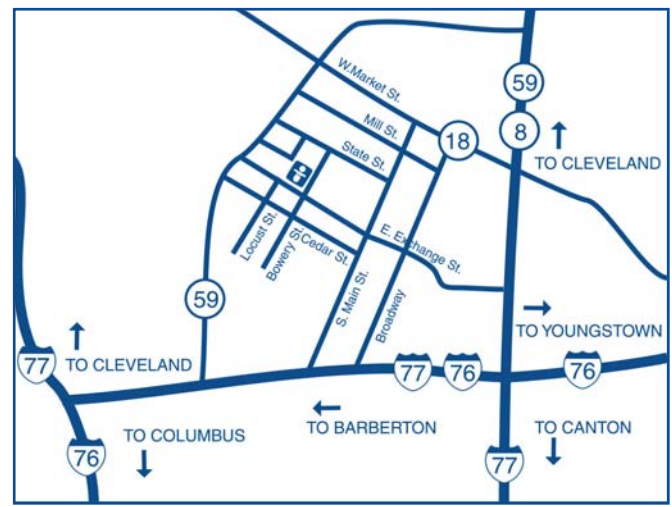 W.Market St.
59
Mill St.
18
8
State St.
TO CLEVELAND
Locust St.
Bowery St.
Cedar St.
E. Exchange St.
59
S. Main St.
Broadway
TO YOUNGSTOWN
77
TO CLEVELAND
77
76
76
TO BARBERTON
TO COLUMBUS
TO CANTON
76
77